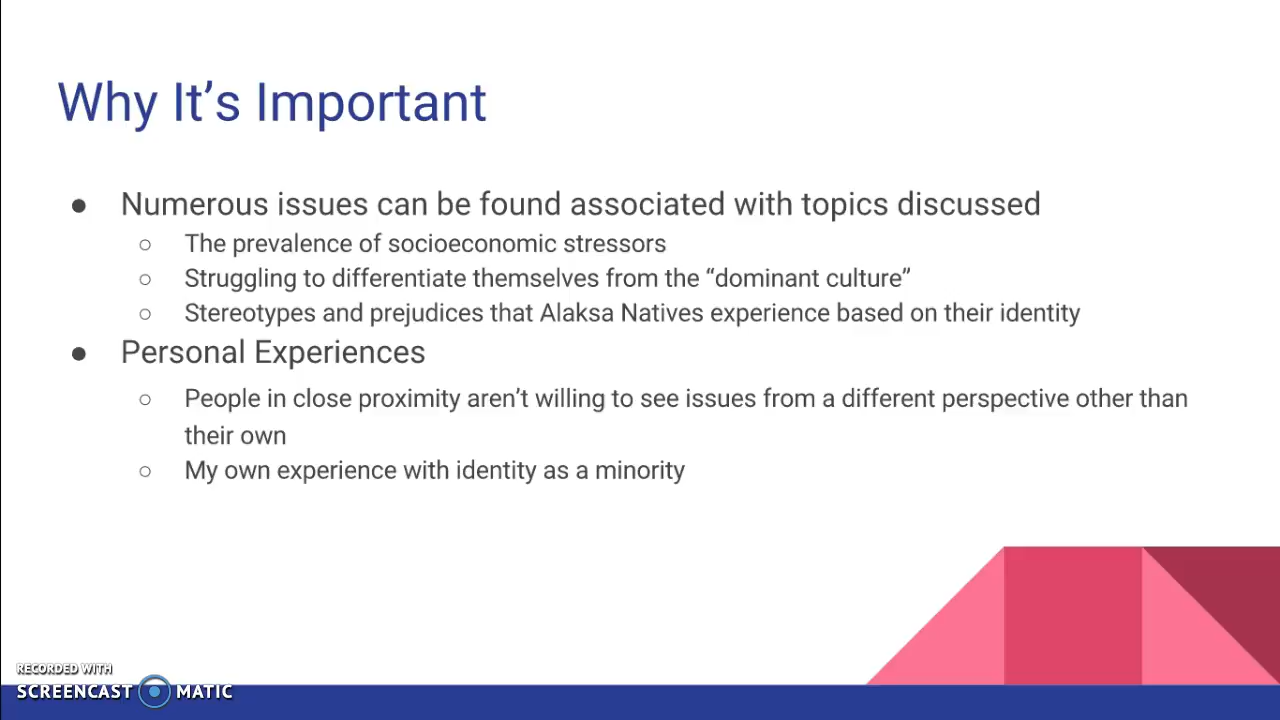 Why It’s Important
● Numerous issues can be found associated with topics discussed
○ The prevalence of socioeconomic stressors
○ Struggling to differentiate themselves from the “dominant culture”
○ Stereotypes and prejudices that Alaksa Natives experience based on their identity
● Personal Experiences
○ People in close proximity aren’t willing to see issues from a different perspective other than
their own
○ My own experience with identity as a minority
RECORDED WITH
SCREENCAST MATIC